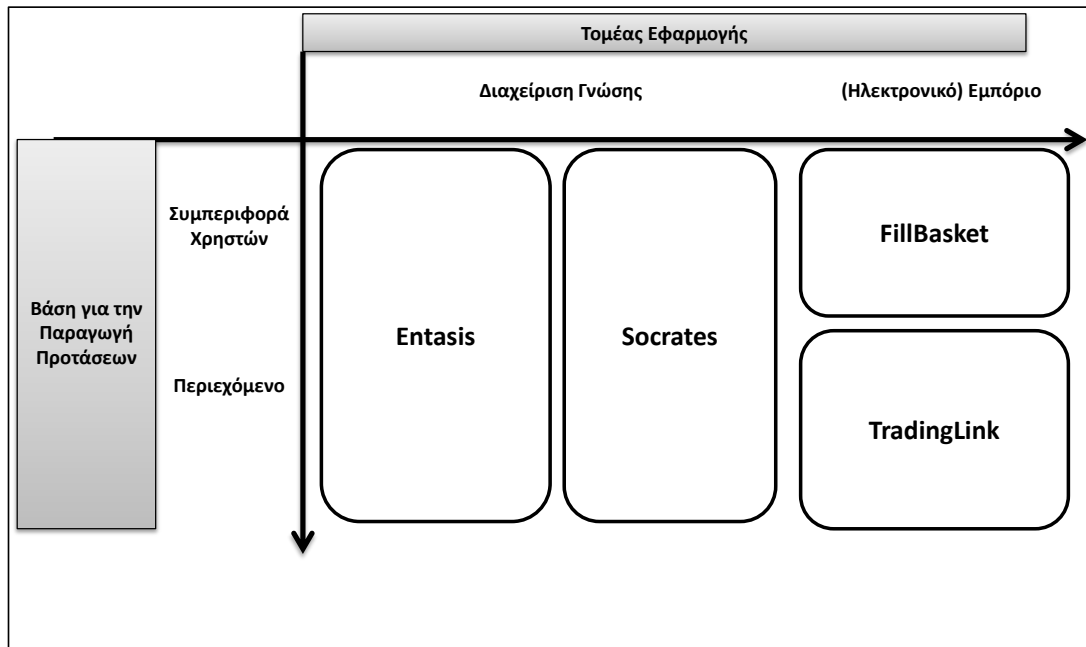 Τομέας Εφαρμογής
Διαχείριση Γνώσης
(Ηλεκτρονικό) Εμπόριο
Βάση για την
Παραγωγή
Προτάσεων
Συμπεριφορά
Χρηστών
Περιεχόμενο
Entasis
Socrates
FillBasket
TradingLink